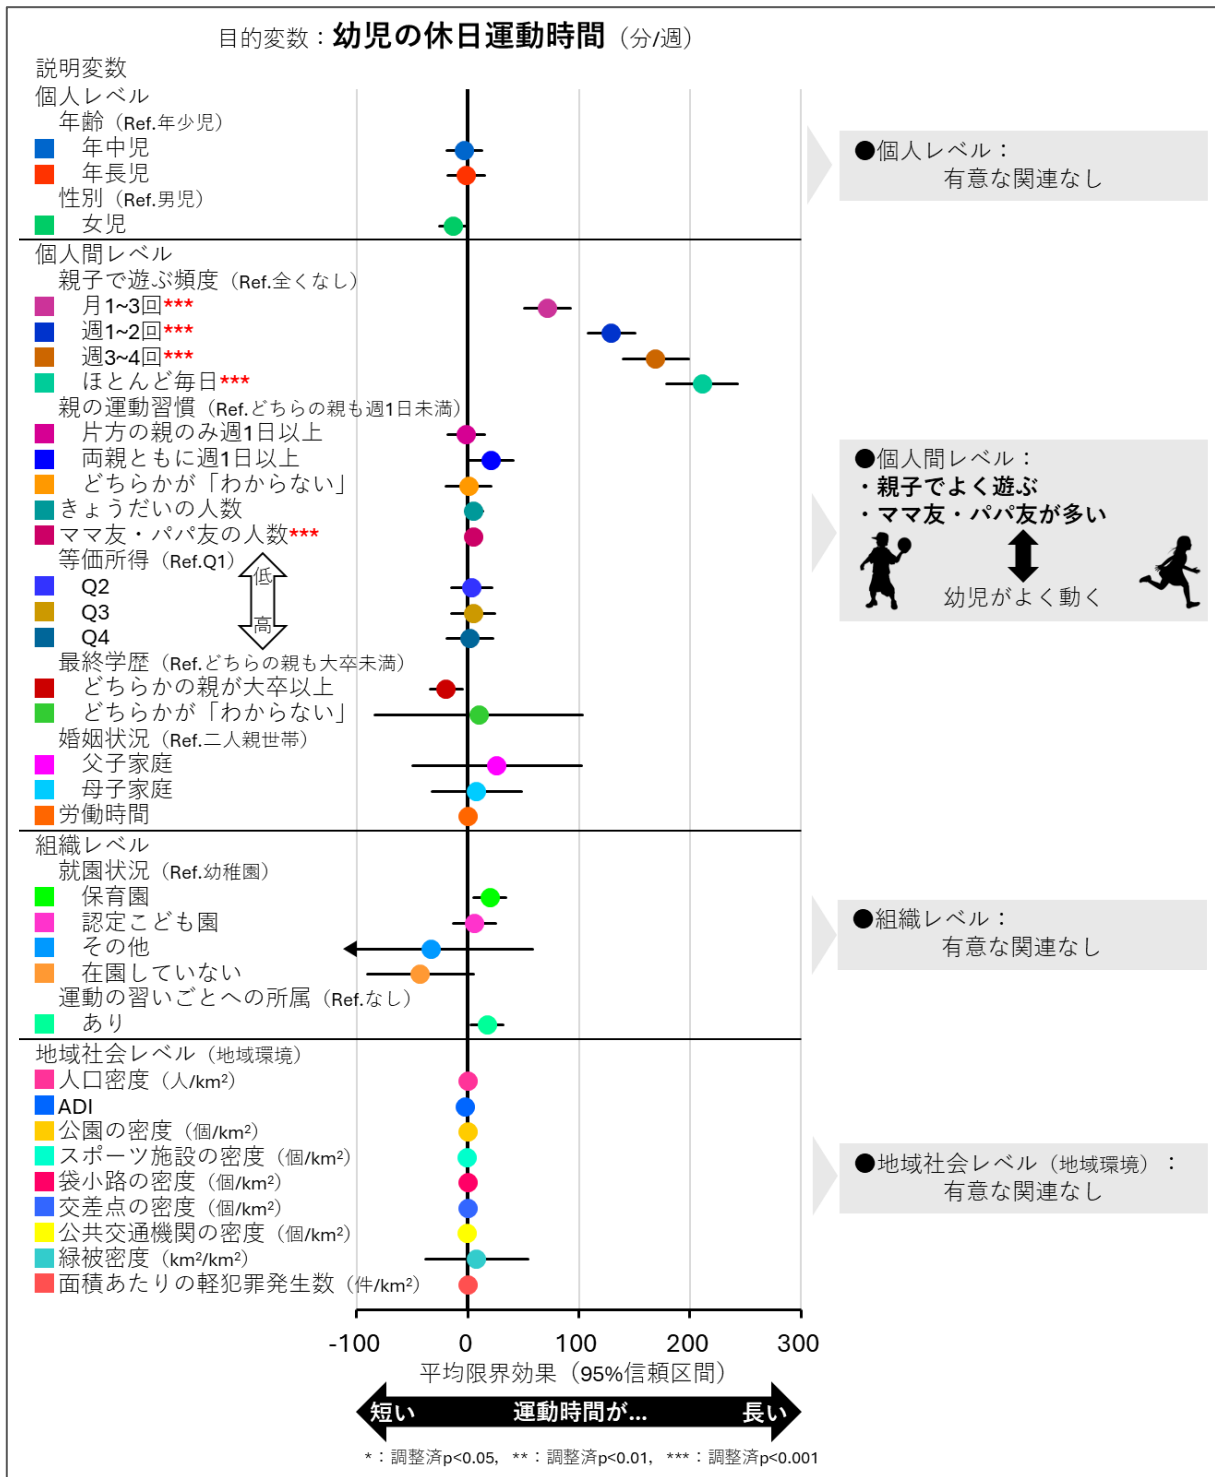 目的変数：幼児の休日運動時間（分/週）
説明変数
個人レベル
年齢（Ref.年少児）
年中児
年長児
性別（Ref.男児）
女児
●個人レベル：
有意な関連なし
個人間レベル
親子で遊ぶ頻度（Ref.全くなし）
月1~3回***
週1~2回***
週3~4回***
ほとんど毎日***
親の運動習慣（Ref.どちらの親も週1日未満）
片方の親のみ週1日以上
両親ともに週1日以上
どちらかが「わからない」
きょうだいの人数
ママ友・パパ友の人数***
等価所得（Ref.Q1）
低
Q2
Q3
高
Q4
最終学歴（Ref.どちらの親も大卒未満）
どちらかの親が大卒以上
どちらかが「わからない」
婚姻状況（Ref.二人親世帯）
父子家庭
母子家庭
労働時間
●個人間レベル：
・親子でよく遊ぶ
・ママ友・パパ友が多い
幼児がよく動く
組織レベル
就園状況（Ref.幼稚園）
保育園
認定こども園
その他
在園していない
運動の習いごとへの所属（Ref.なし）
あり
●組織レベル：
有意な関連なし
地域社会レベル（地域環境）
人口密度（人/km²）
ADI
公園の密度（個/km²）
スポーツ施設の密度（個/km²）
袋小路の密度（個/km²）
交差点の密度（個/km²）
公共交通機関の密度（個/km²）
緑被密度（km²/km²）
面積あたりの軽犯罪発生数（件/km²）
●地域社会レベル（地域環境）：
有意な関連なし
-100 0 100 200 300
平均限界効果（95%信頼区間）
短い 運動時間が... 長い
*：調整済p<0.05, **：調整済p<0.01, ***：調整済p<0.001